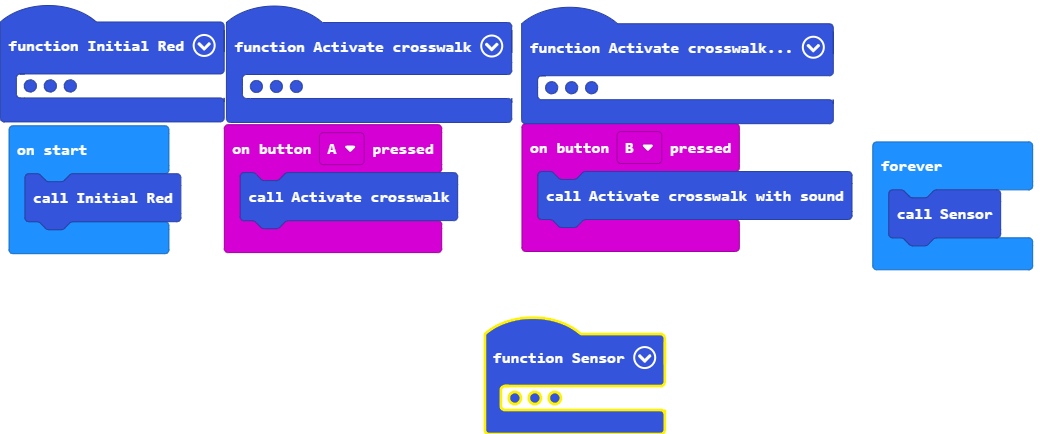 function Initial Red
function Activate crosswalk
function Activate crosswalk...
on start
call Initial Red
on button A pressed
call Activate crosswalk
on button B pressed
call Activate crosswalk with sound
forever
call Sensor
function Sensor